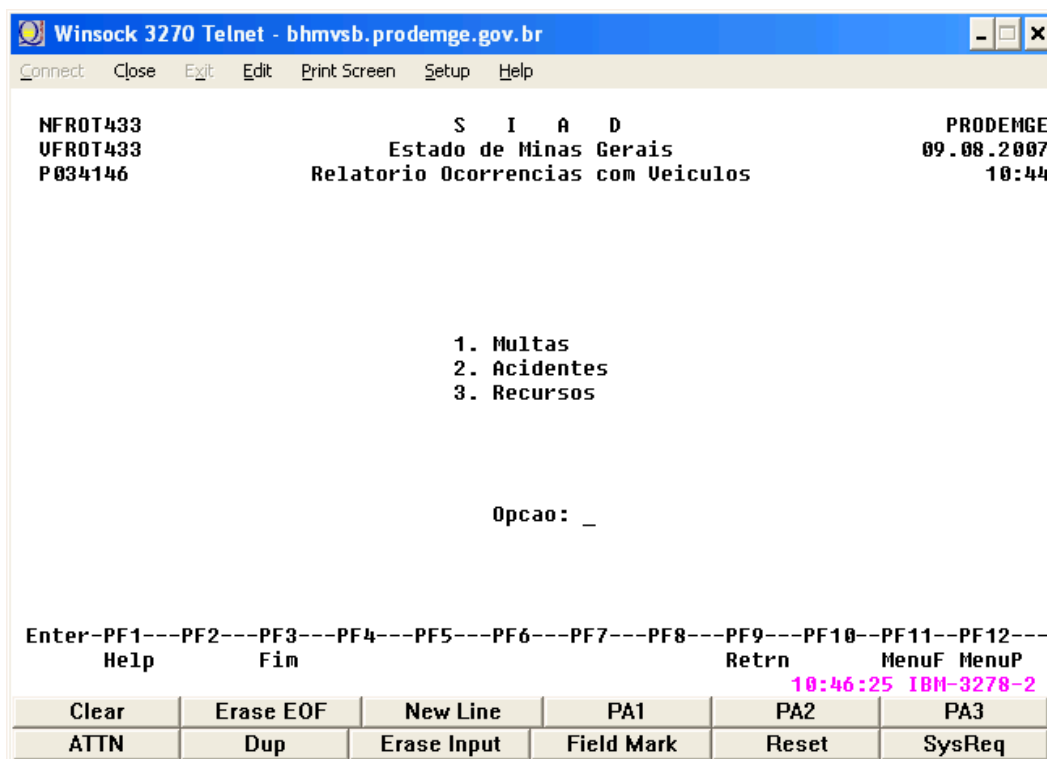 Winsock 3270 Telnet - bhmvsb.prodemge.gov.br
Connect Close Exit Edit Print Screen Setup Help
NFROT433 S I A D PRODEMGE
VFROT433 Estado de Minas Gerais 09.08.2007
P034146 Relatorio Ocorrencias com Veiculos 10:44
1. Multas
2. Acidentes
3. Recursos
Opcao: _
Enter-PF1---PF2---PF3---PF4---PF5---PF6---PF7---PF8---PF9---PF10--PF11--PF12---
Help Fim Retrn MenuF MenuP
10:46:25 IBM-3278-2
Clear Erase EOF New Line PA1 PA2 PA3
ATTN Dup Erase Input Field Mark Reset SysReq